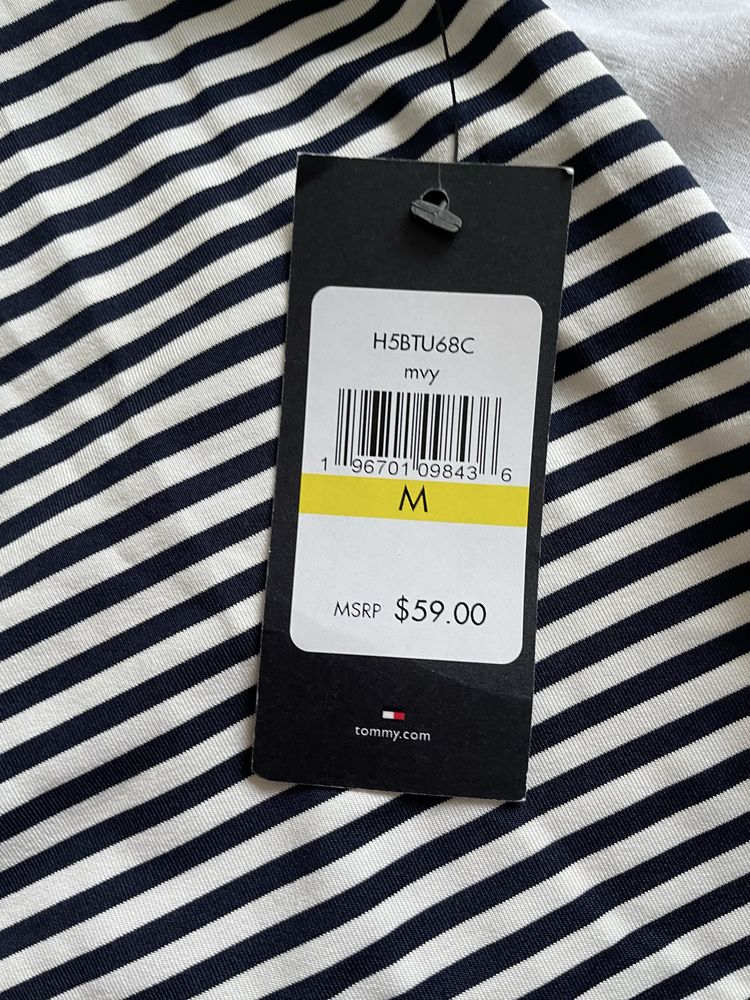 H5BTU68C
mvy
1 96701 09843 6
M
MSRP $59.00
tommy.com